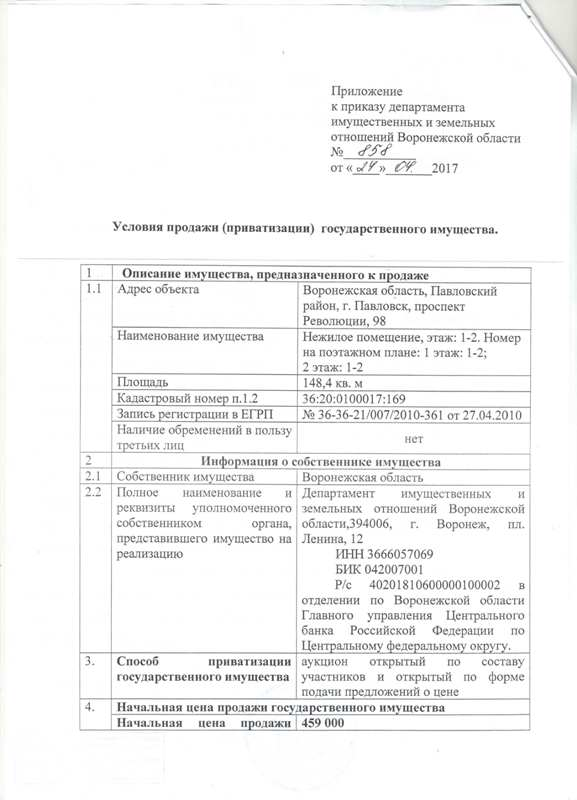 Приложение
к приказу департамента
имущественных и земельных
отношений Воронежской области
№ 858
от «24» 04. 2017
Условия продажи (приватизации) государственного имущества.
1 Описание имущества, предназначенного к продаже
1.1 Адрес объекта Воронежская область, Павловский
район, г. Павловск, проспект
Революции, 98
Наименование имущества Нежилое помещение, этаж: 1-2. Номер
на поэтажном плане: 1 этаж: 1-2;
2 этаж: 1-2
Площадь 148,4 кв. м
Кадастровый номер п.1.2 36:20:0100017:169
Запись регистрации в ЕГРП № 36-36-21/007/2010-361 от 27.04.2010
Наличие обременений в пользу
третьих лиц нет
2 Информация о собственнике имущества
2.1 Собственник имущества Воронежская область
2.2 Полное наименование и Департамент имущественных и
реквизиты уполномоченного земельных отношений Воронежской
собственником органа, области,394006, г. Воронеж, пл.
представившего имущество на Ленина, 12
реализацию ИНН 3666057069
БИК 042007001
Р/с 40201810600000100002 в
отделении по Воронежской области
Главного управления Центрального
банка Российской Федерации по
Центральному федеральному округу.
3. Способ приватизации аукцион открытый по составу
государственного имущества участников и открытый по форме
подачи предложений о цене
4. Начальная цена продажи государственного имущества
Начальная цена продажи 459 000